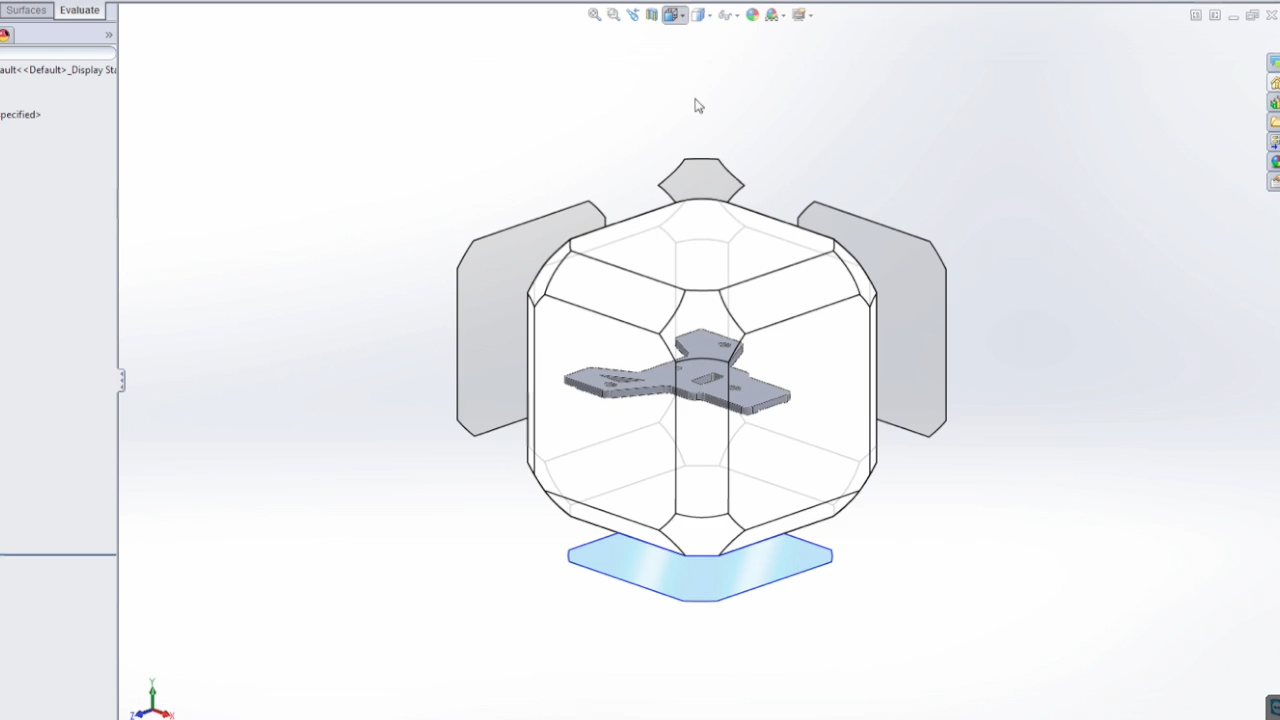 Surfaces
Evaluate
»
ault<<Default>_Display Sta
pecified>
Y
Z
X